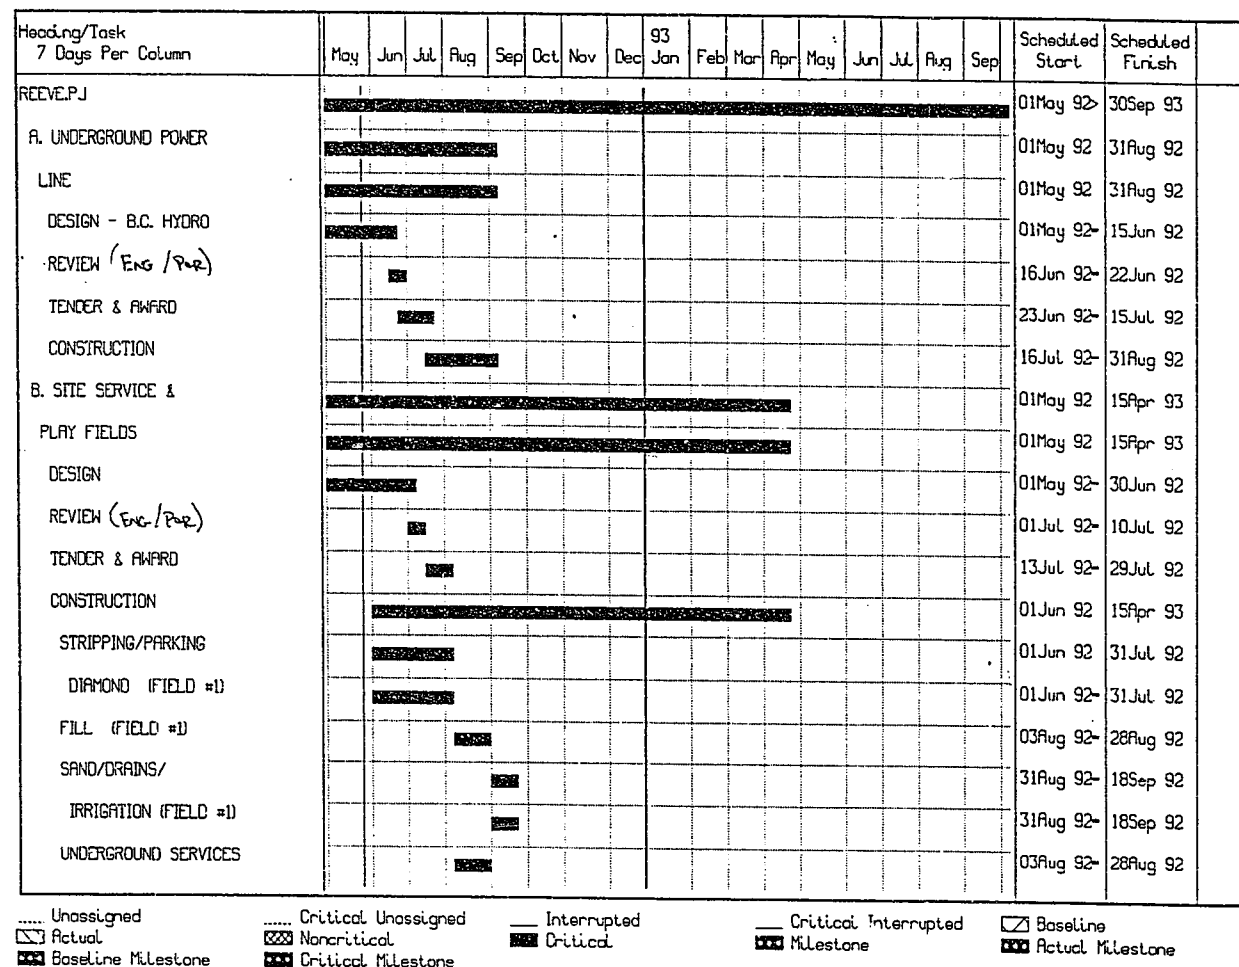 Heading/Task
7 Days Per Column
May Jun Jul Aug Sep Oct Nov Dec 93 Jan Feb Mar Apr May Jun Jul Aug Sep
Scheduled Start
Scheduled Finish
REEVE.PJ 01May 92> 30Sep 93
A. UNDERGROUND POWER 01May 92 31Aug 92
LINE 01May 92 31Aug 92
DESIGN - B.C. HYDRO 01May 92- 15Jun 92
REVIEW (ENG/P&R) 16Jun 92- 22Jun 92
TENDER & AWARD 23Jun 92- 15Jul 92
CONSTRUCTION 16Jul 92- 31Aug 92
B. SITE SERVICE & 01May 92 15Apr 93
PLAY FIELDS 01May 92 15Apr 93
DESIGN 01May 92- 30Jun 92
REVIEW (ENG/P&R) 01Jul 92- 10Jul 92
TENDER & AWARD 13Jul 92- 29Jul 92
CONSTRUCTION 01Jun 92 15Apr 93
STRIPPING/PARKING 01Jun 92 31Jul 92
DIAMOND (FIELD #1) 01Jun 92- 31Jul 92
FILL (FIELD #1) 03Aug 92- 28Aug 92
SAND/DRAINS/ 31Aug 92- 18Sep 92
IRRIGATION (FIELD #1) 31Aug 92- 18Sep 92
UNDERGROUND SERVICES 03Aug 92- 28Aug 92
Unassigned Critical Unassigned Interrupted Critical Interrupted Baseline
Actual Noncritical Critical Milestone Actual Milestone
Baseline Milestone Critical Milestone